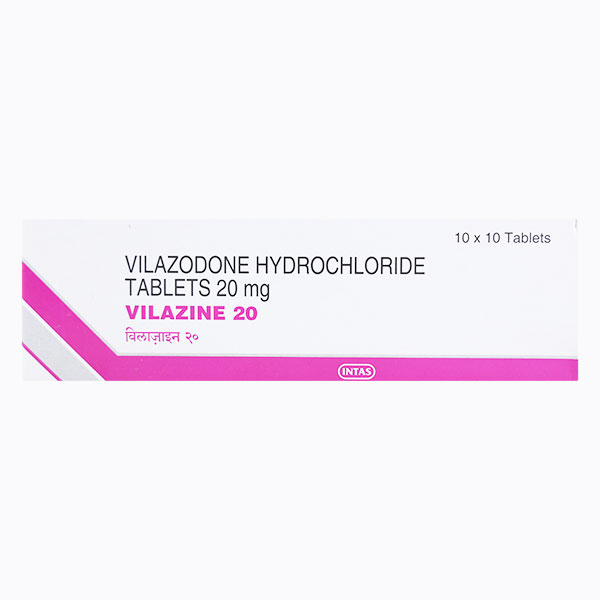 10 x 10 Tablets
VILAZODONE HYDROCHLORIDE
TABLETS 20 mg
VILAZINE 20
विलाज़ाइन २०
INTAS